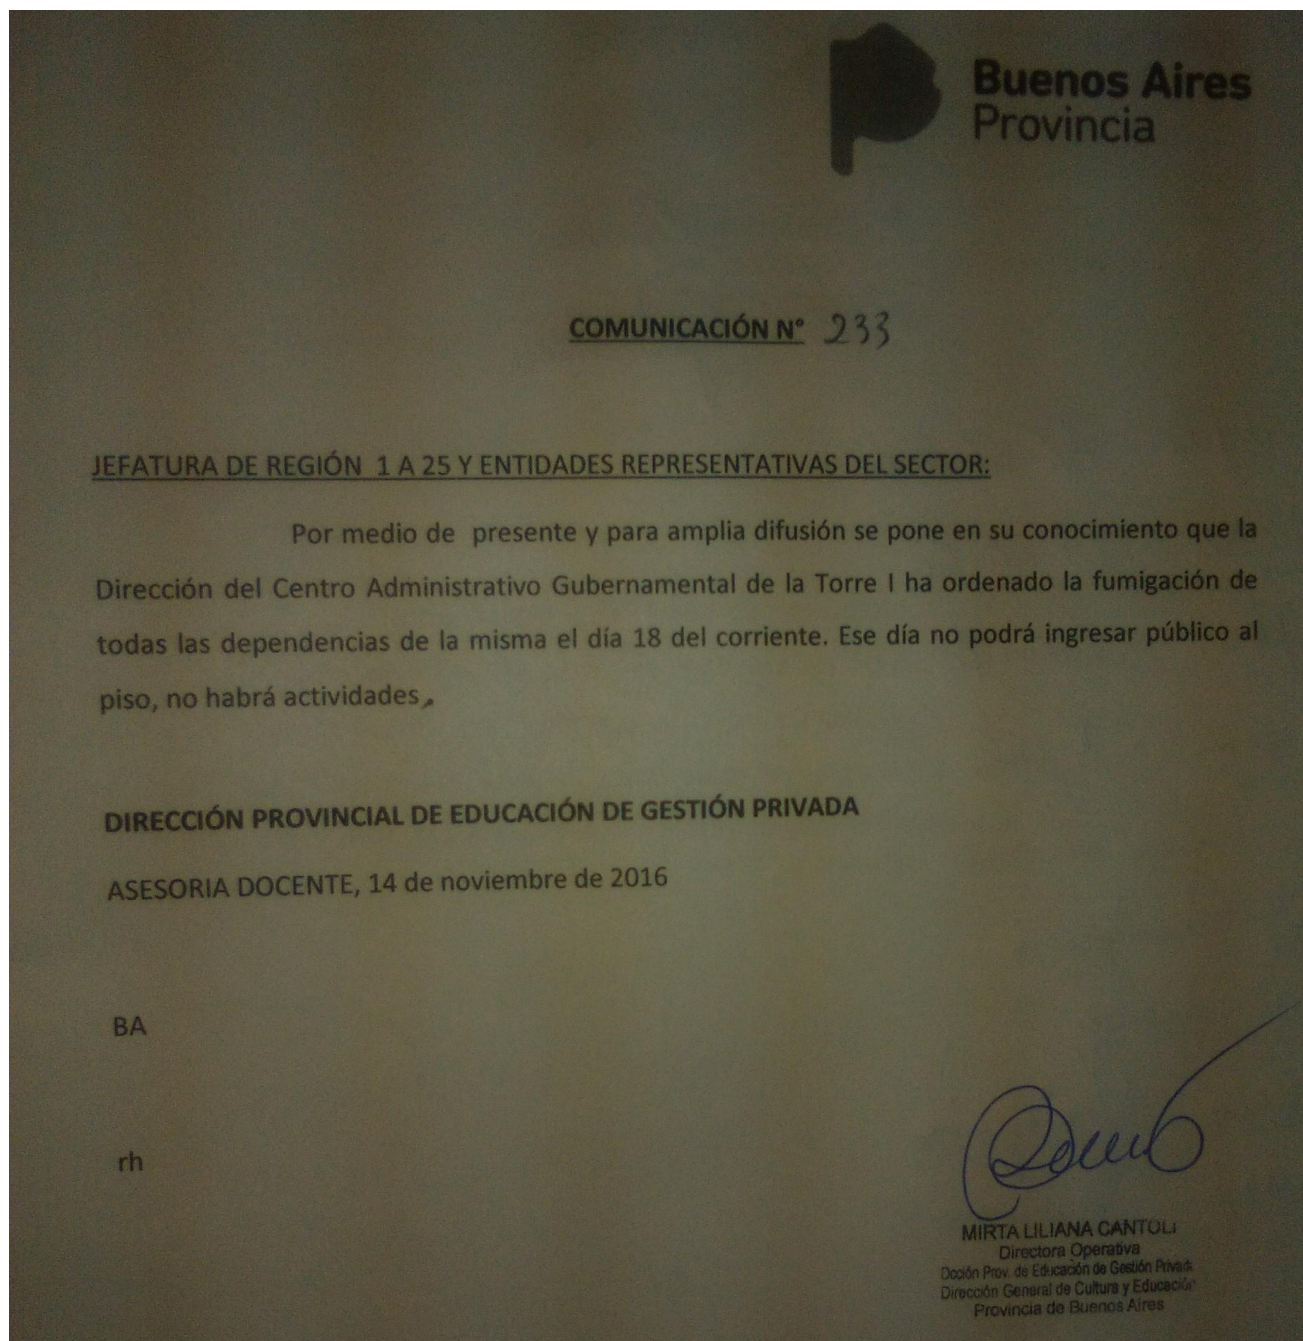 Buenos Aires
Provincia
COMUNICACIÓN N° 233
JEFATURA DE REGIÓN 1 A 25 Y ENTIDADES REPRESENTATIVAS DEL SECTOR:
Por medio de presente y para amplia difusión se pone en su conocimiento que la
Dirección del Centro Administrativo Gubernamental de la Torre I ha ordenado la fumigación de
todas las dependencias de la misma el día 18 del corriente. Ese día no podrá ingresar público al
piso, no habrá actividades.
DIRECCIÓN PROVINCIAL DE EDUCACIÓN DE GESTIÓN PRIVADA
ASESORIA DOCENTE, 14 de noviembre de 2016
BA
rh
MIRTA LILIANA CANTOLI
Directora Operativa
Dcción Prov. de Educación de Gestión Privada
Dirección General de Cultura y Educación
Provincia de Buenos Aires